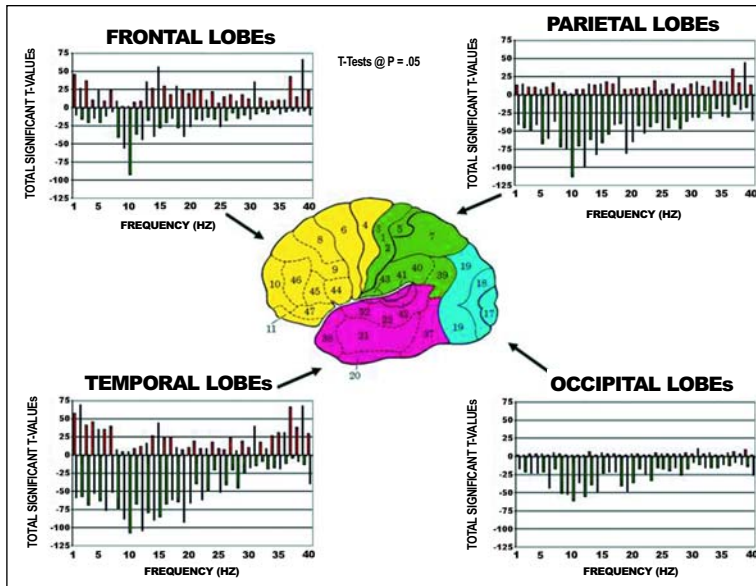 FRONTAL LOBEs
PARIETAL LOBEs
T-Tests @ P = .05
TOTAL SIGNIFICANT T-VALUEs
75
50
25
0
-25
-50
-75
-100
-125
1 5 10 15 20 25 30 35 40
FREQUENCY (HZ)
TOTAL SIGNIFICANT T-VALUEs
75
50
25
0
-25
-50
-75
-100
-125
1 5 10 15 20 25 30 35 40
FREQUENCY (HZ)
8 6 4 3 1 2 5 7
10 46 9 45 44 47 11
43 41 40 39 19 18 17 19
38 22 42 21 37 20
TEMPORAL LOBEs
OCCIPITAL LOBEs
TOTAL SIGNIFICANT T-VALUEs
75
50
25
0
-25
-50
-75
-100
-125
1 5 10 15 20 25 30 35 40
FREQUENCY (HZ)
TOTAL SIGNIFICANT T-VALUEs
75
50
25
0
-25
-50
-75
-100
-125
1 5 10 15 20 25 30 35 40
FREQUENCY (HZ)